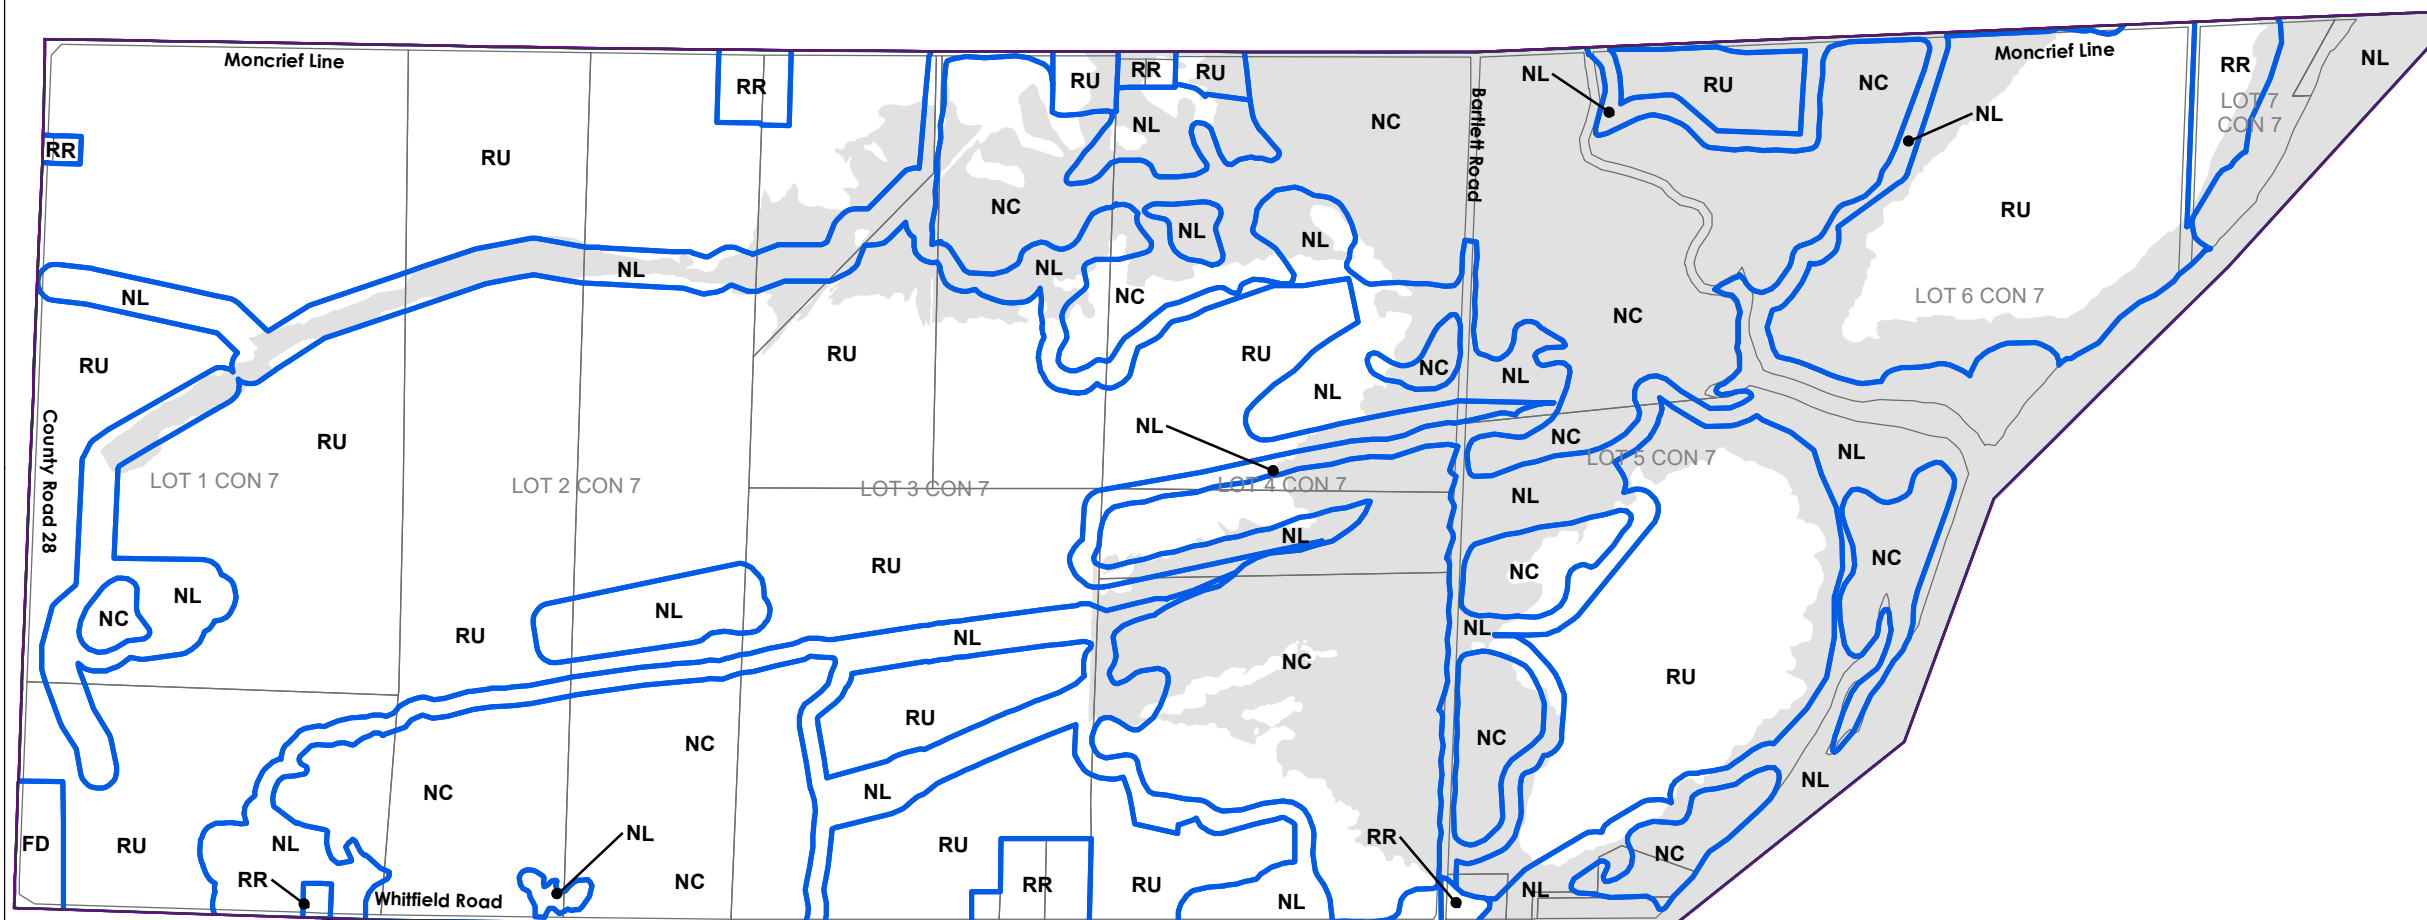 Moncrief Line
RR
RU
RR
RU
NC
NL
RU
NC
Moncrief Line
RR
NL
LOT 7
CON 7
RR
RU
NL
NC
Bartlett Road
NL
NC
NL
NL
RU
NL
NL
NL
NC
RU
LOT 6 CON 7
NC
RU
RU
RU
NC
NL
NL
County Road 28
RU
NL
NC
NL
LOT 1 CON 7
LOT 2 CON 7
LOT 3 CON 7
LOT 4 CON 7
LOT 5 CON 7
NL
NL
NC
NC
RU
NL
NC
NL
RU
NL
NL
NC
RU
RU
NC
NC
NL
NC
NL
FD
RU
NL
NL
RU
RR
NC
RR
Whitfield Road
NC
RR
RU
NL
NL